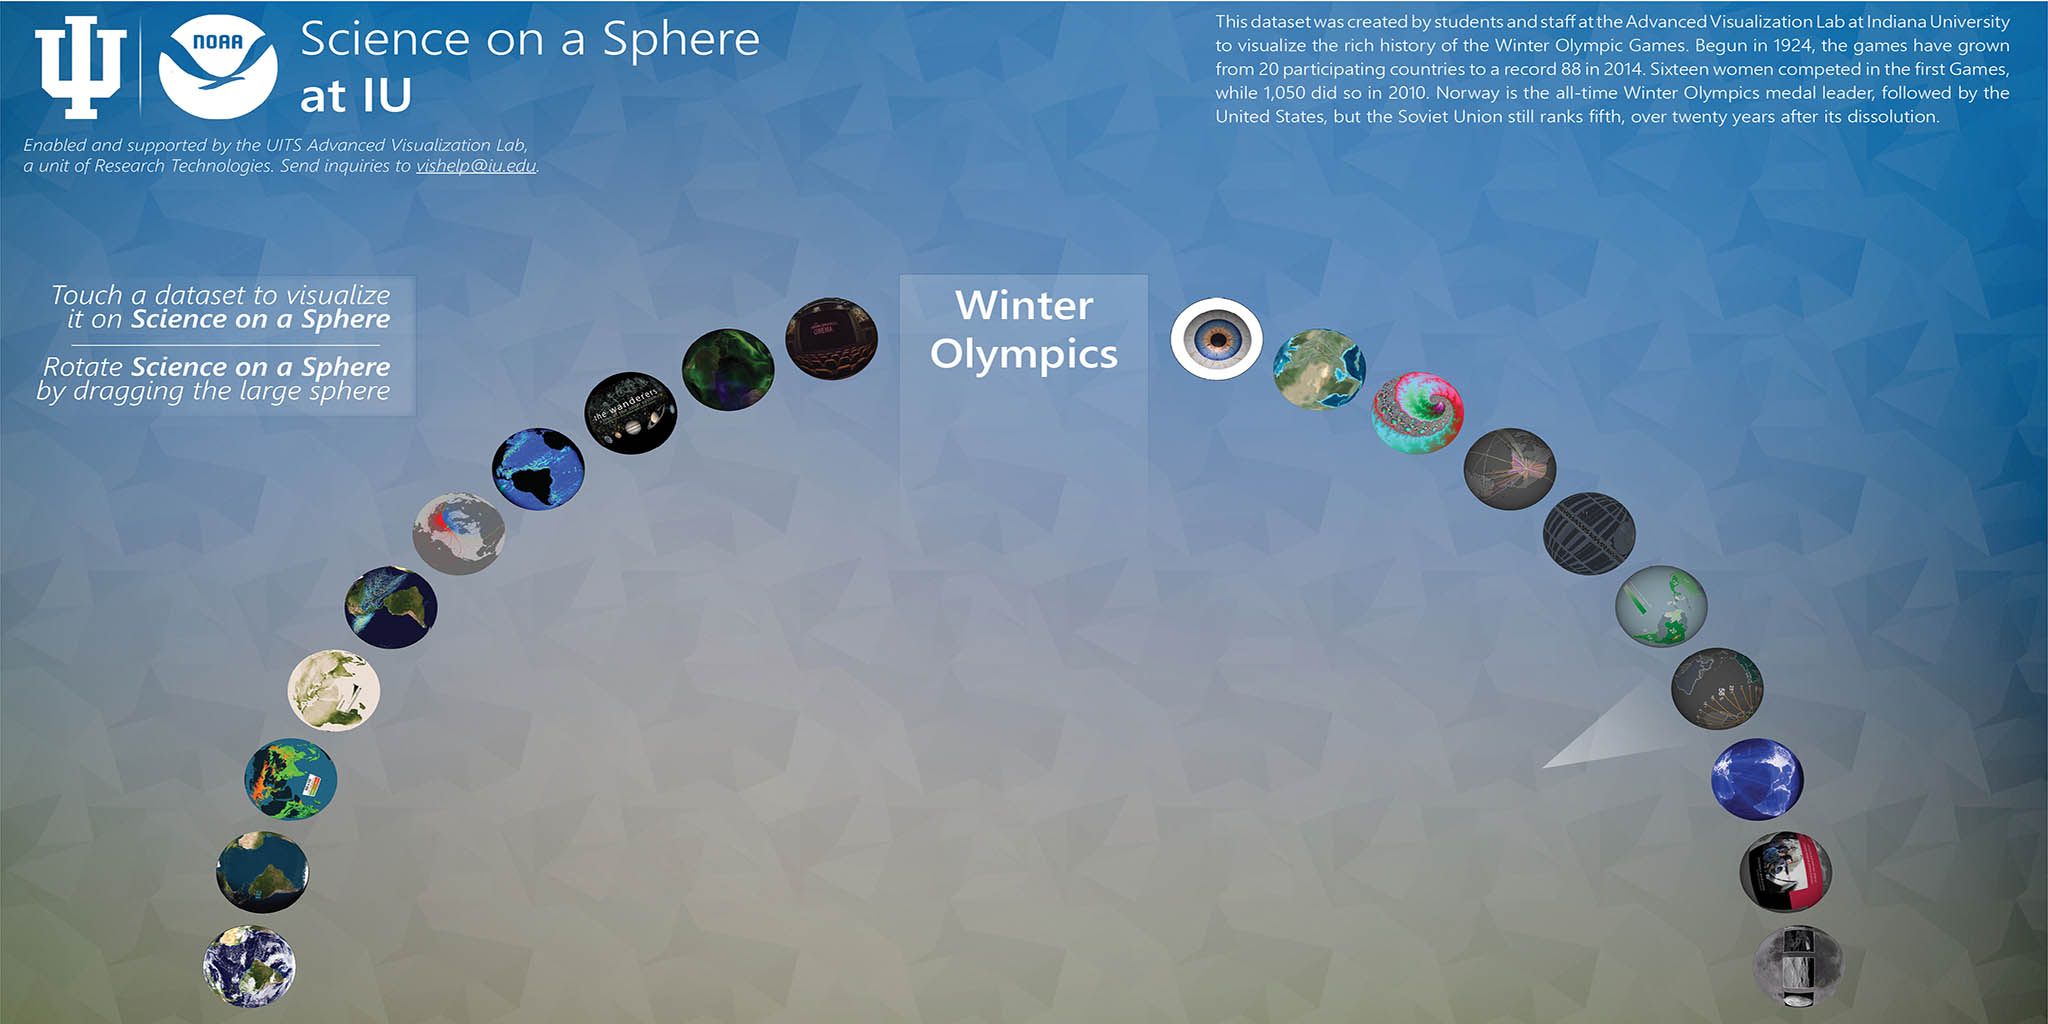 NOAA
Science on a Sphere
at IU
Enabled and supported by the UITS Advanced Visualization Lab,
a unit of Research Technologies. Send inquiries to vishelp@iu.edu.
This dataset was created by students and staff at the Advanced Visualization Lab at Indiana University
to visualize the rich history of the Winter Olympic Games. Begun in 1924, the games have grown
from 20 participating countries to a record 88 in 2014. Sixteen women competed in the first Games,
while 1,050 did so in 2010. Norway is the all-time Winter Olympics medal leader, followed by the
United States, but the Soviet Union still ranks fifth, over twenty years after its dissolution.
Touch a dataset to visualize
it on Science on a Sphere
Rotate Science on a Sphere
by dragging the large sphere
Winter
Olympics
the wanderers
CINEMA